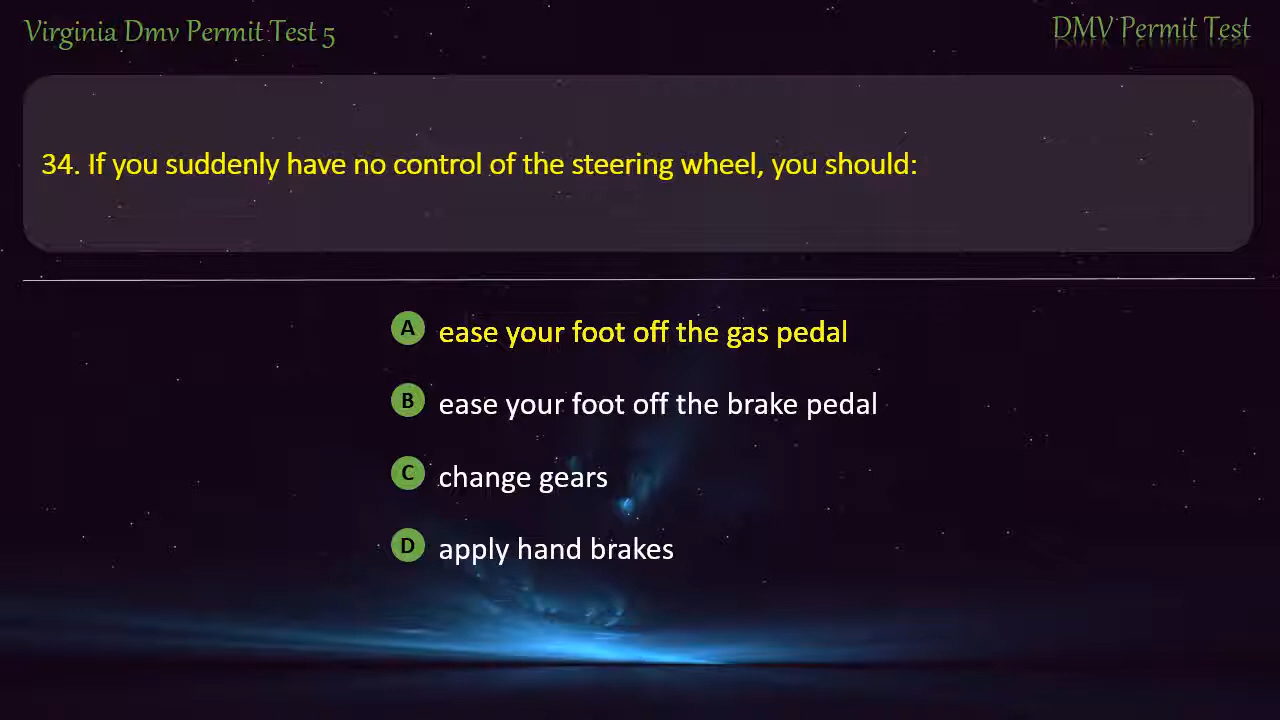 Virginia Dmv Permit Test 5
DMV Permit Test
34. If you suddenly have no control of the steering wheel, you should:
A ease your foot off the gas pedal
B ease your foot off the brake pedal
C change gears
D apply hand brakes